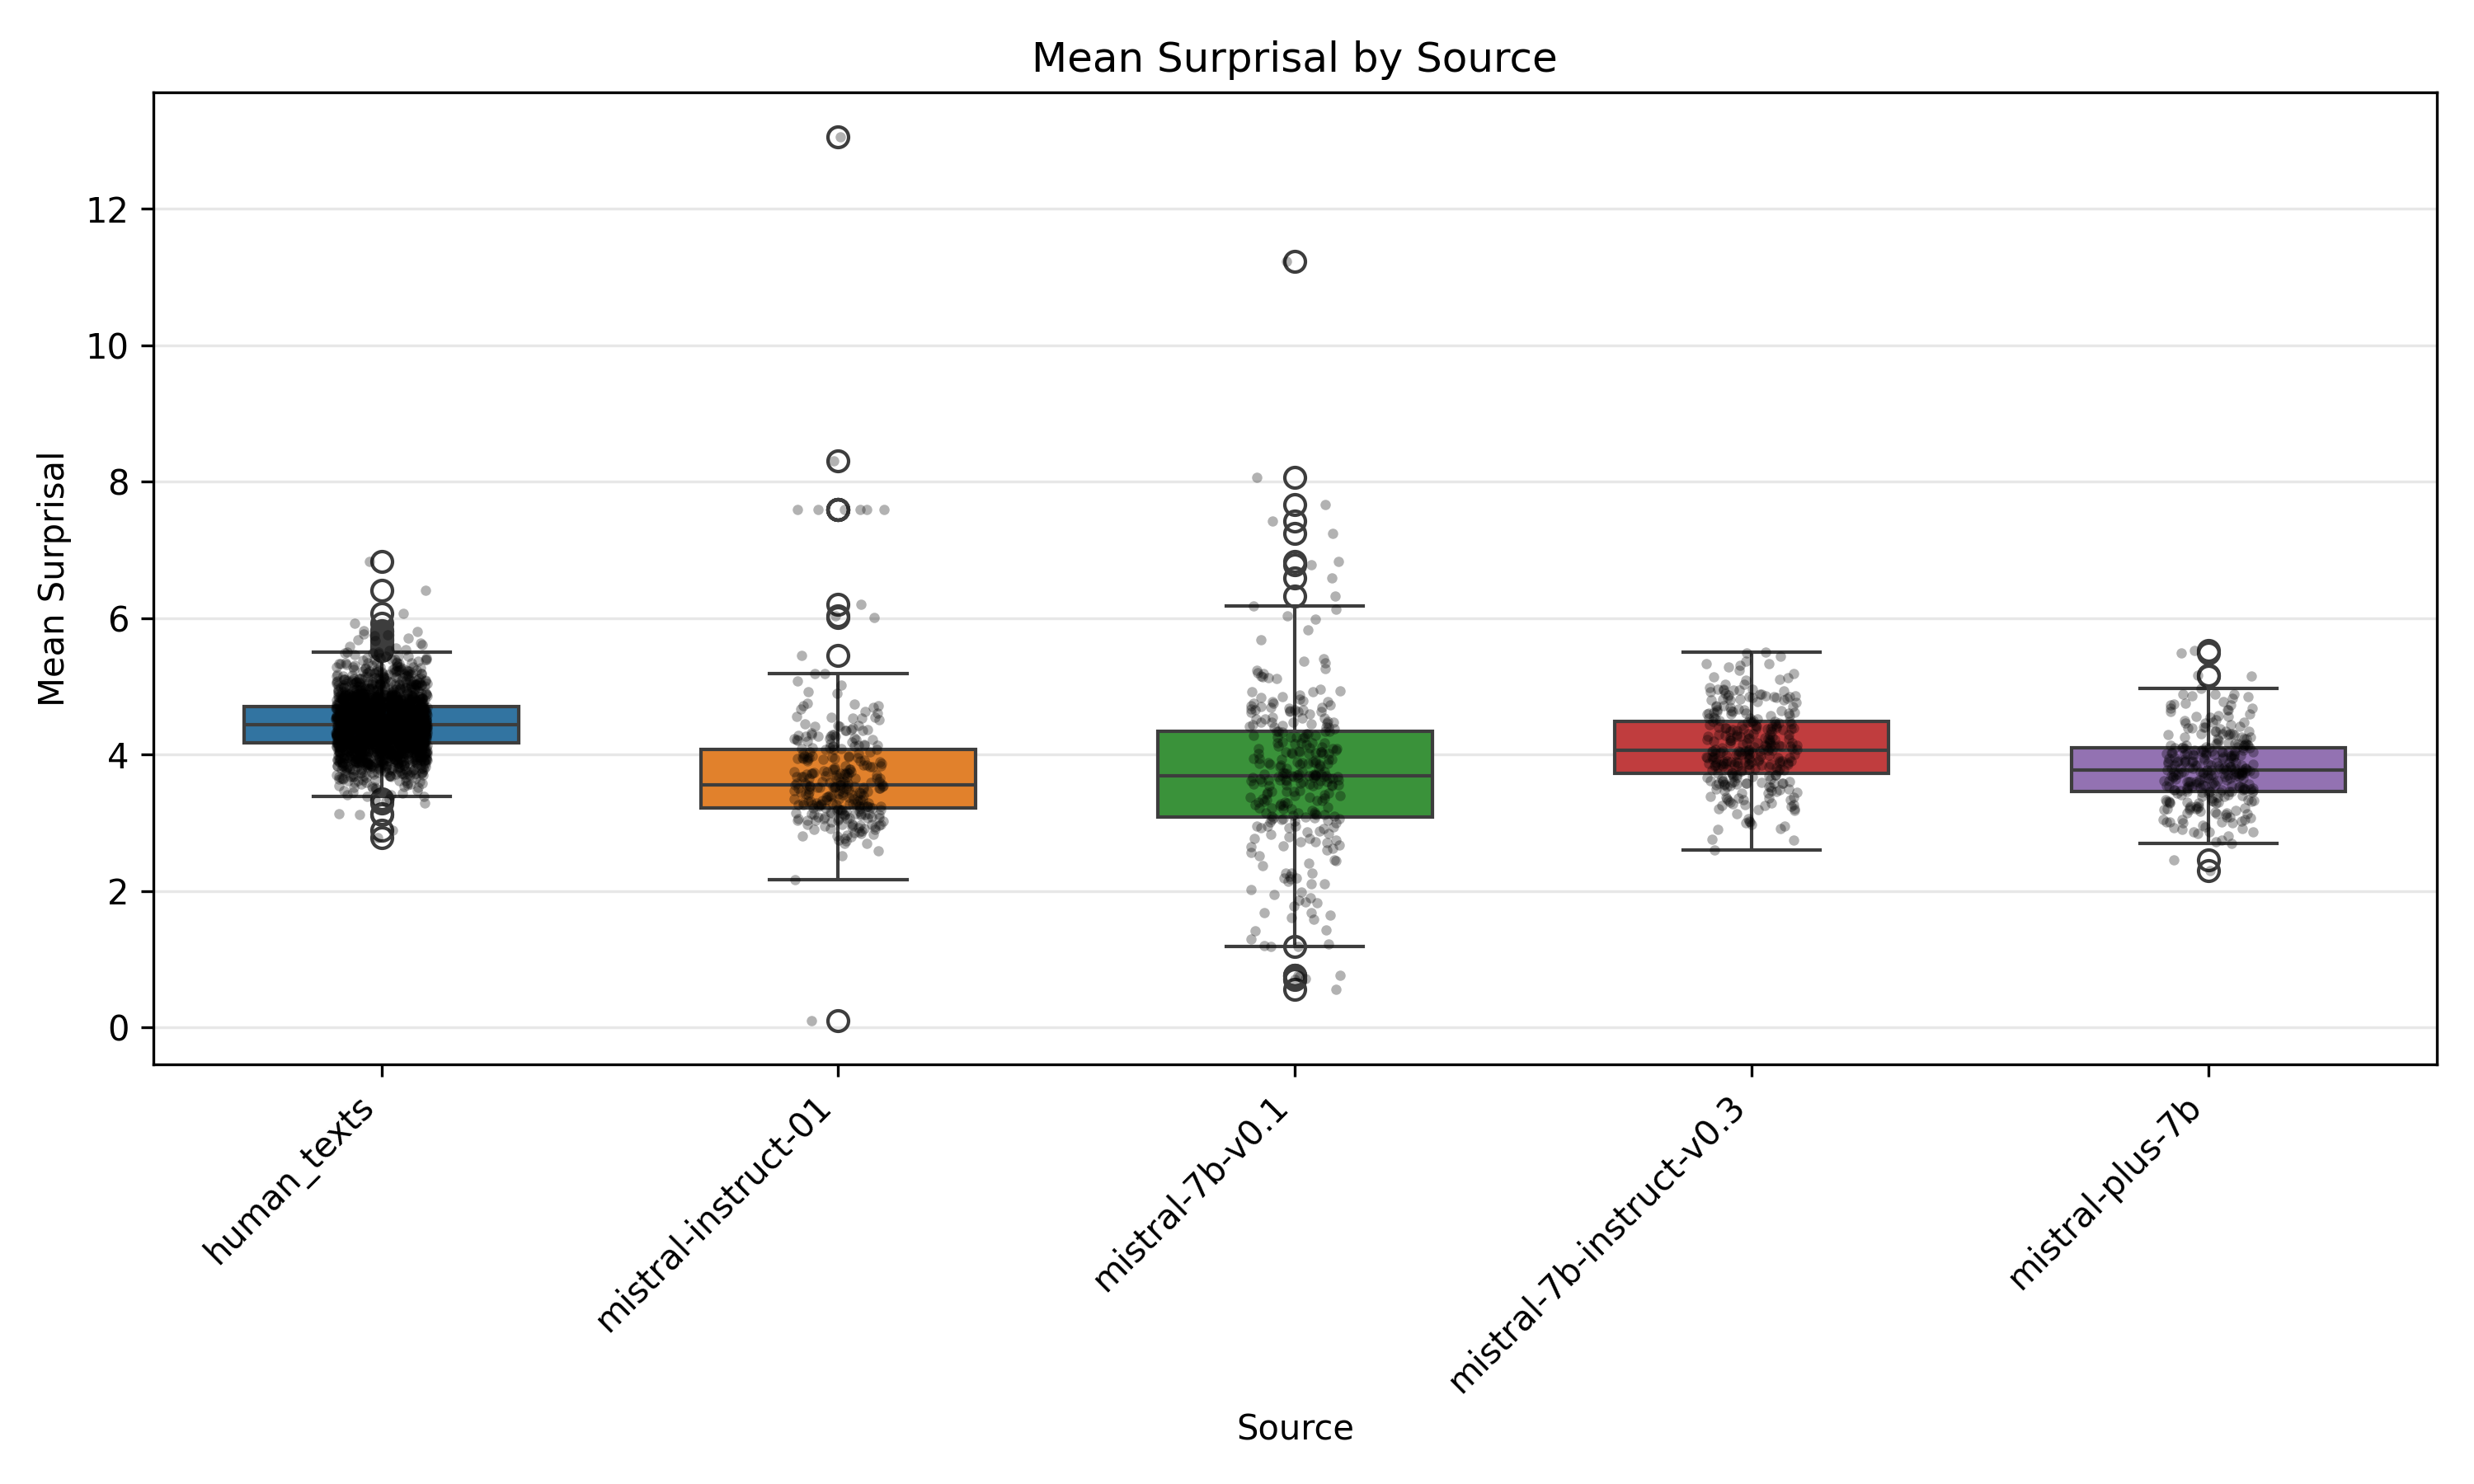 Mean Surprisal by Source
Mean Surprisal
12
10
8
6
4
2
0
human_texts
mistral-instruct-01
mistral-7b-v0.1
mistral-7b-instruct-v0.3
mistral-plus-7b
Source